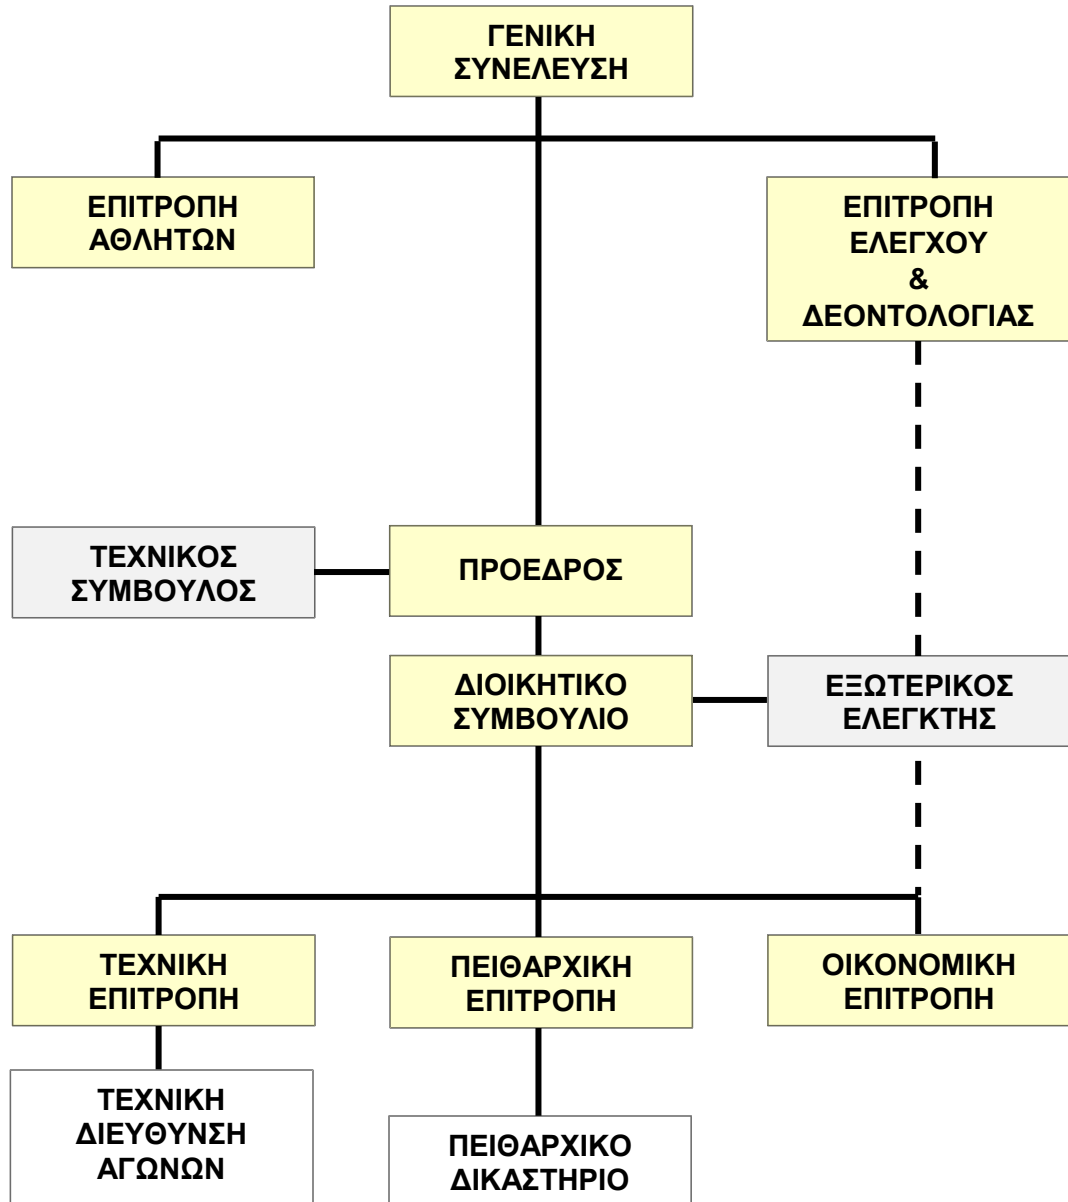 ΓΕΝΙΚΗ
ΣΥΝΕΛΕΥΣΗ
ΕΠΙΤΡΟΠΗ
ΑΘΛΗΤΩΝ
ΕΠΙΤΡΟΠΗ
ΕΛΕΓΧΟΥ
&
ΔΕΟΝΤΟΛΟΓΙΑΣ
ΤΕΧΝΙΚΟΣ
ΣΥΜΒΟΥΛΟΣ
ΠΡΟΕΔΡΟΣ
ΔΙΟΙΚΗΤΙΚΟ
ΣΥΜΒΟΥΛΙΟ
ΕΞΩΤΕΡΙΚΟΣ
ΕΛΕΓΚΤΗΣ
ΤΕΧΝΙΚΗ
ΕΠΙΤΡΟΠΗ
ΠΕΙΘΑΡΧΙΚΗ
ΕΠΙΤΡΟΠΗ
ΟΙΚΟΝΟΜΙΚΗ
ΕΠΙΤΡΟΠΗ
ΤΕΧΝΙΚΗ
ΔΙΕΥΘΥΝΣΗ
ΑΓΩΝΩΝ
ΠΕΙΘΑΡΧΙΚΟ
ΔΙΚΑΣΤΗΡΙΟ